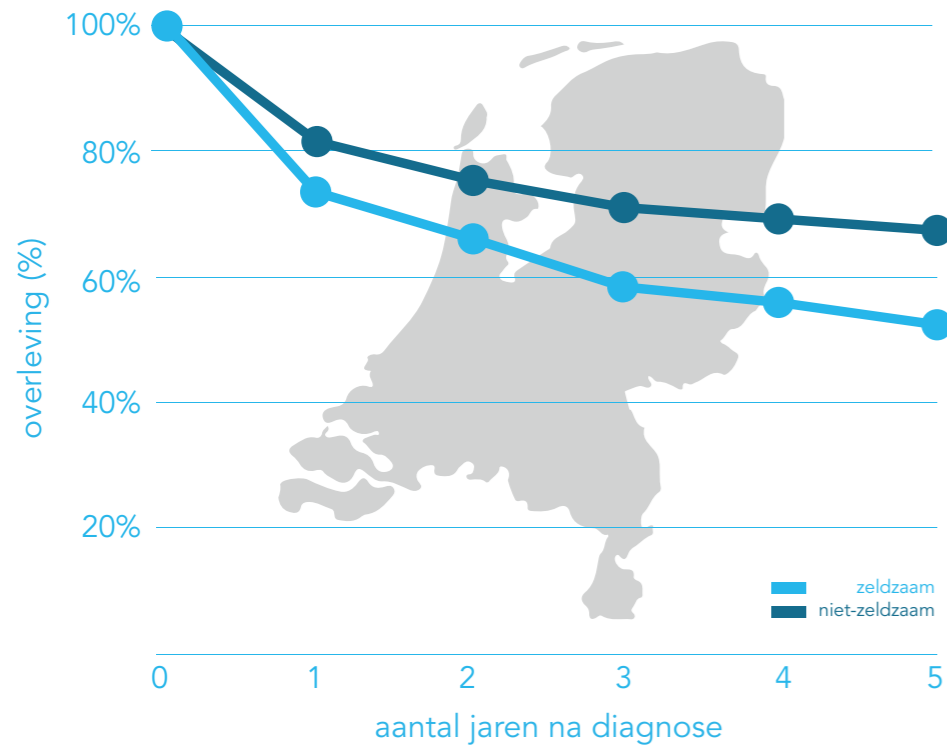 100%
80%
60%
40%
20%
overleving (%)
zeldzaam
niet-zeldzaam
0 1 2 3 4 5
aantal jaren na diagnose